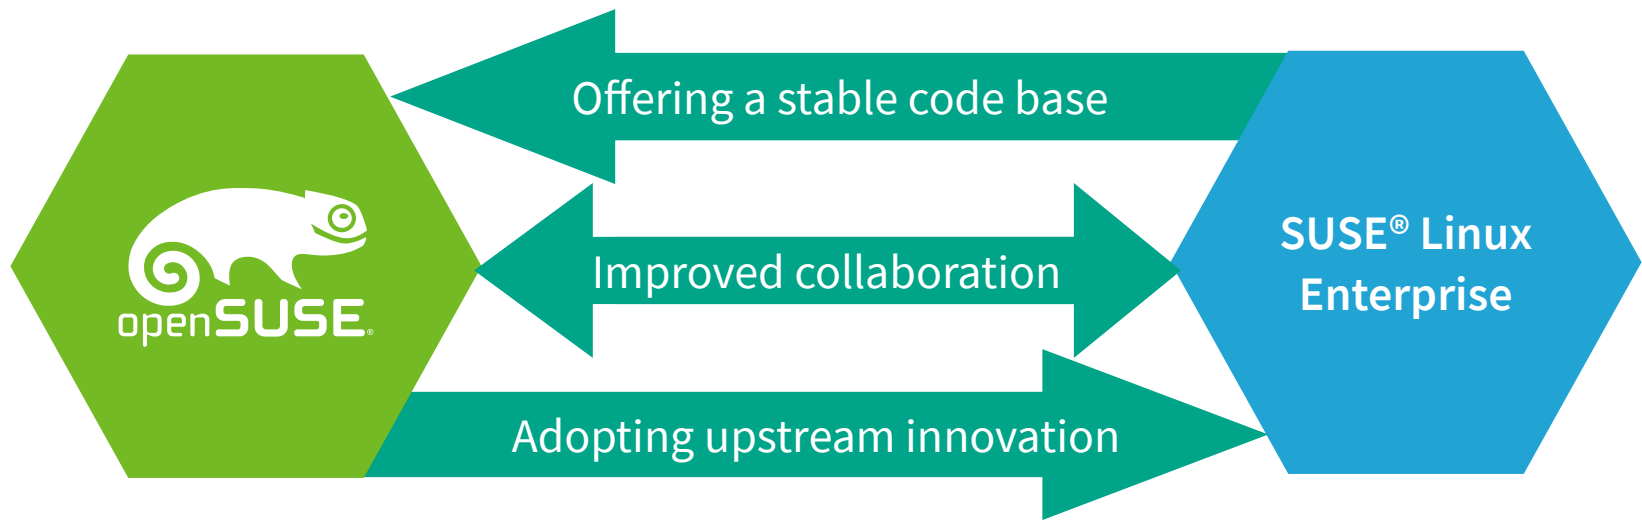 Offering a stable code base
openSUSE®
Improved collaboration
SUSE® Linux
Enterprise
Adopting upstream innovation